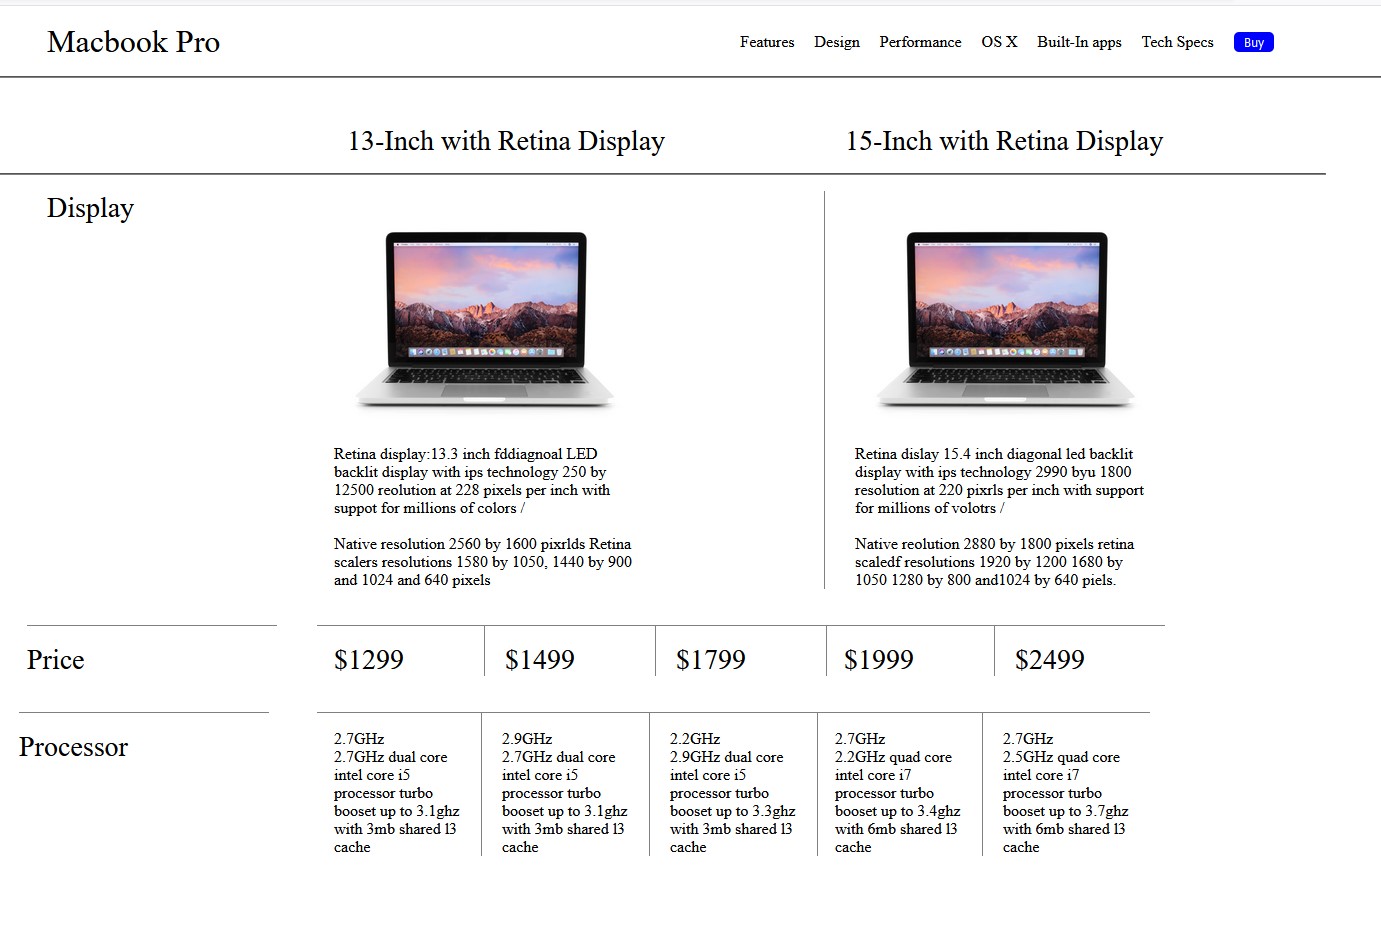 Macbook Pro
Features Design Performance OS X Built-In apps Tech Specs Buy
13-Inch with Retina Display 15-Inch with Retina Display
Display
Retina display:13.3 inch fddiagnoal LED
backlit display with ips technology 250 by
12500 reolution at 228 pixels per inch with
suppot for millions of colors /
Native resolution 2560 by 1600 pixrlds Retina
scalers resolutions 1580 by 1050, 1440 by 900
and 1024 and 640 pixels
Retina dislay 15.4 inch diagonal led backlit
display with ips technology 2990 byu 1800
resolution at 220 pixrls per inch with support
for millions of volotrs /
Native reolution 2880 by 1800 pixels retina
scaledf resolutions 1920 by 1200 1680 by
1050 1280 by 800 and1024 by 640 piels.
Price $1299 $1499 $1799 $1999 $2499
Processor
2.7GHz
2.7GHz dual core
intel core i5
processor turbo
booset up to 3.1ghz
with 3mb shared l3
cache
2.9GHz
2.7GHz dual core
intel core i5
processor turbo
booset up to 3.1ghz
with 3mb shared l3
cache
2.2GHz
2.9GHz dual core
intel core i5
processor turbo
booset up to 3.3ghz
with 3mb shared l3
cache
2.7GHz
2.2GHz quad core
intel core i7
processor turbo
booset up to 3.4ghz
with 6mb shared l3
cache
2.7GHz
2.5GHz quad core
intel core i7
processor turbo
booset up to 3.7ghz
with 6mb shared l3
cache